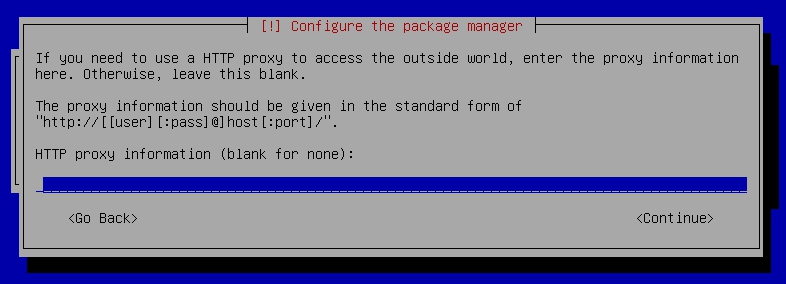 [!] Configure the package manager
If you need to use a HTTP proxy to access the outside world, enter the proxy information
here. Otherwise, leave this blank.
The proxy information should be given in the standard form of
"http://[[user][:pass]@]host[:port]/".
HTTP proxy information (blank for none):
<Go Back> <Continue>